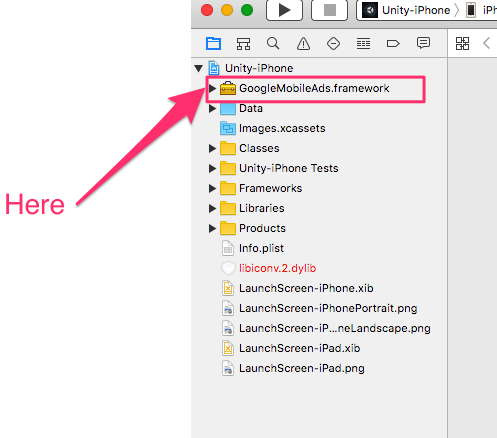 Unity-iPhone
iPh
Unity-iPhone
GoogleMobileAds.framework
Data
Images.xcassets
Classes
Unity-iPhone Tests
Here
Frameworks
Libraries
Products
Info.plist
libiconv.2.dylib
LaunchScreen-iPhone.xib
LaunchScreen-iPhonePortrait.png
LaunchScreen-iP...neLandscape.png
LaunchScreen-iPad.xib
LaunchScreen-iPad.png